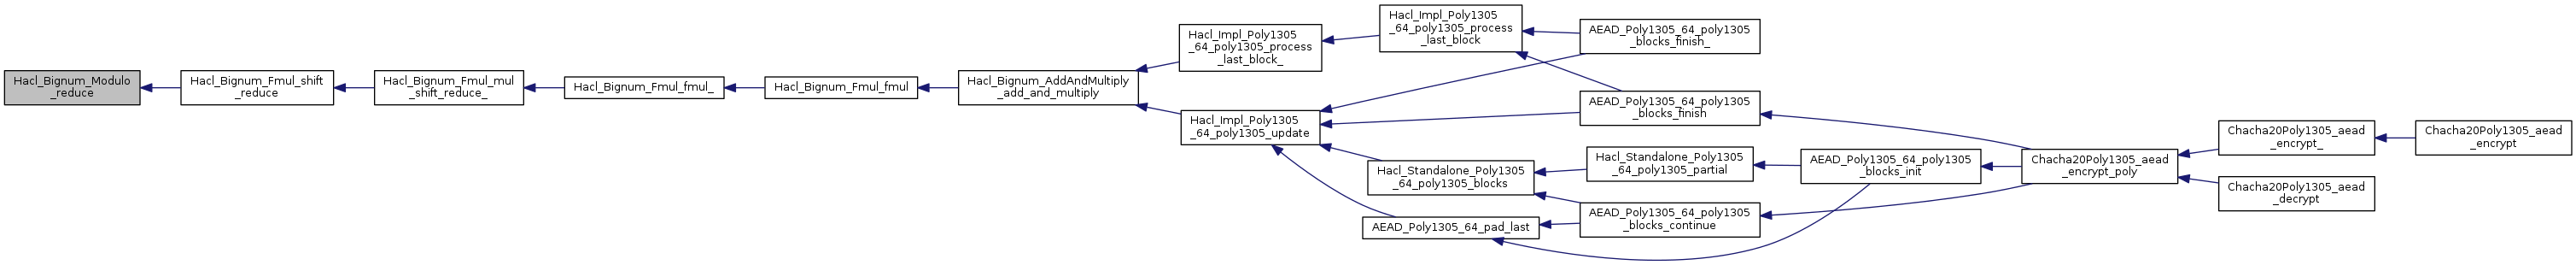 Hacl_Bignum_Modulo
_reduce
Hacl_Bignum_Fmul_shift
_reduce
Hacl_Bignum_Fmul_mul
_shift_reduce_
Hacl_Bignum_Fmul_fmul_
Hacl_Bignum_Fmul_fmul
Hacl_Bignum_AddAndMultiply
_add_and_multiply
Hacl_Impl_Poly1305
_64_poly1305_process
_last_block_
Hacl_Impl_Poly1305
_64_poly1305_process
_last_block
AEAD_Poly1305_64_poly1305
_blocks_finish_
Hacl_Impl_Poly1305
_64_poly1305_update
AEAD_Poly1305_64_poly1305
_blocks_finish
Hacl_Standalone_Poly1305
_64_poly1305_blocks
Hacl_Standalone_Poly1305
_64_poly1305_partial
AEAD_Poly1305_64_pad_last
AEAD_Poly1305_64_poly1305
_blocks_continue
AEAD_Poly1305_64_poly1305
_blocks_init
Chacha20Poly1305_aead
_encrypt_poly
Chacha20Poly1305_aead
_encrypt_
Chacha20Poly1305_aead
_encrypt
Chacha20Poly1305_aead
_decrypt